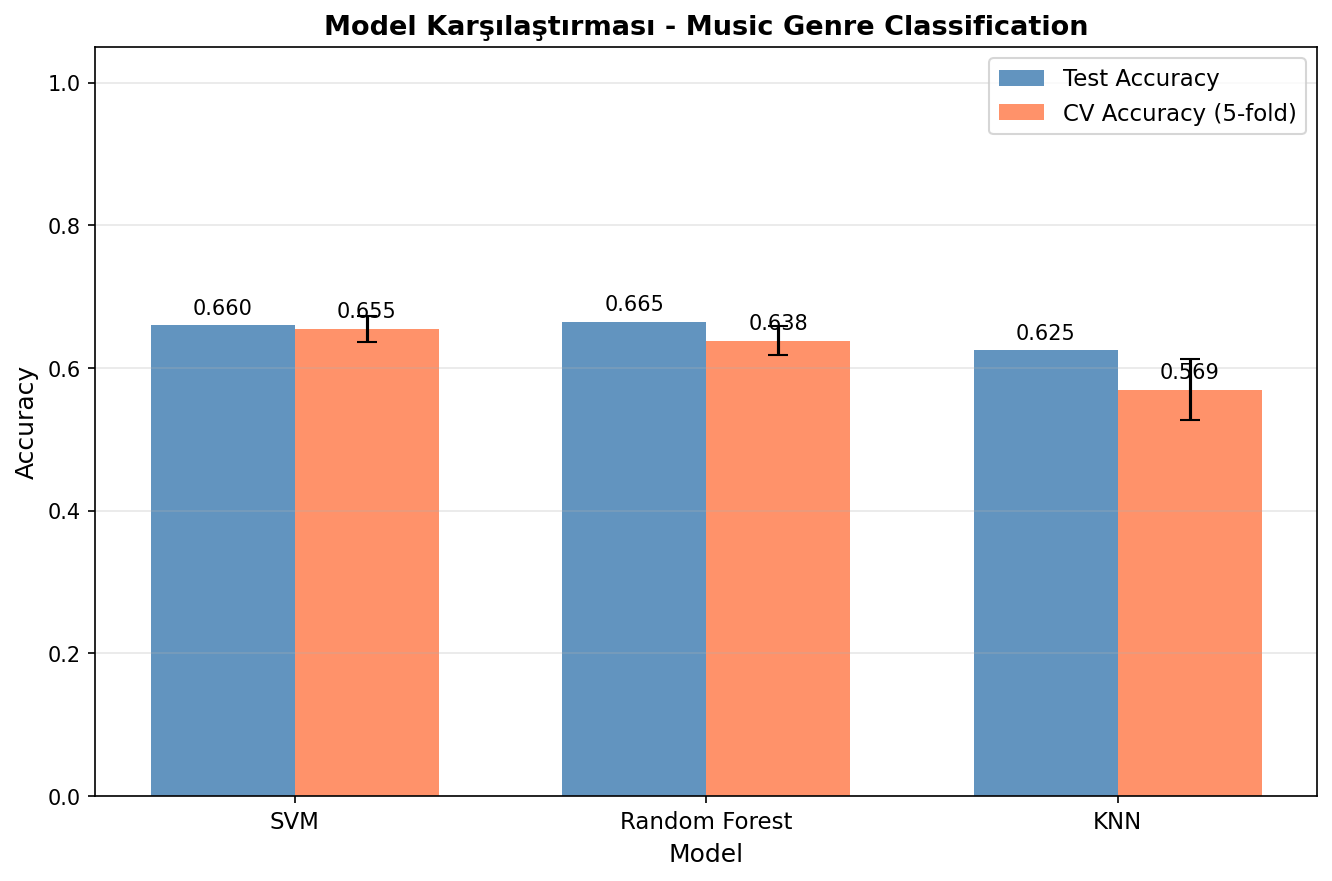 Model Karşılaştırması - Music Genre Classification
1.0
0.8
0.6
0.4
0.2
0.0
Accuracy
Test Accuracy
CV Accuracy (5-fold)
0.660
0.655
0.665
0.638
0.625
0.569
SVM
Random Forest
KNN
Model